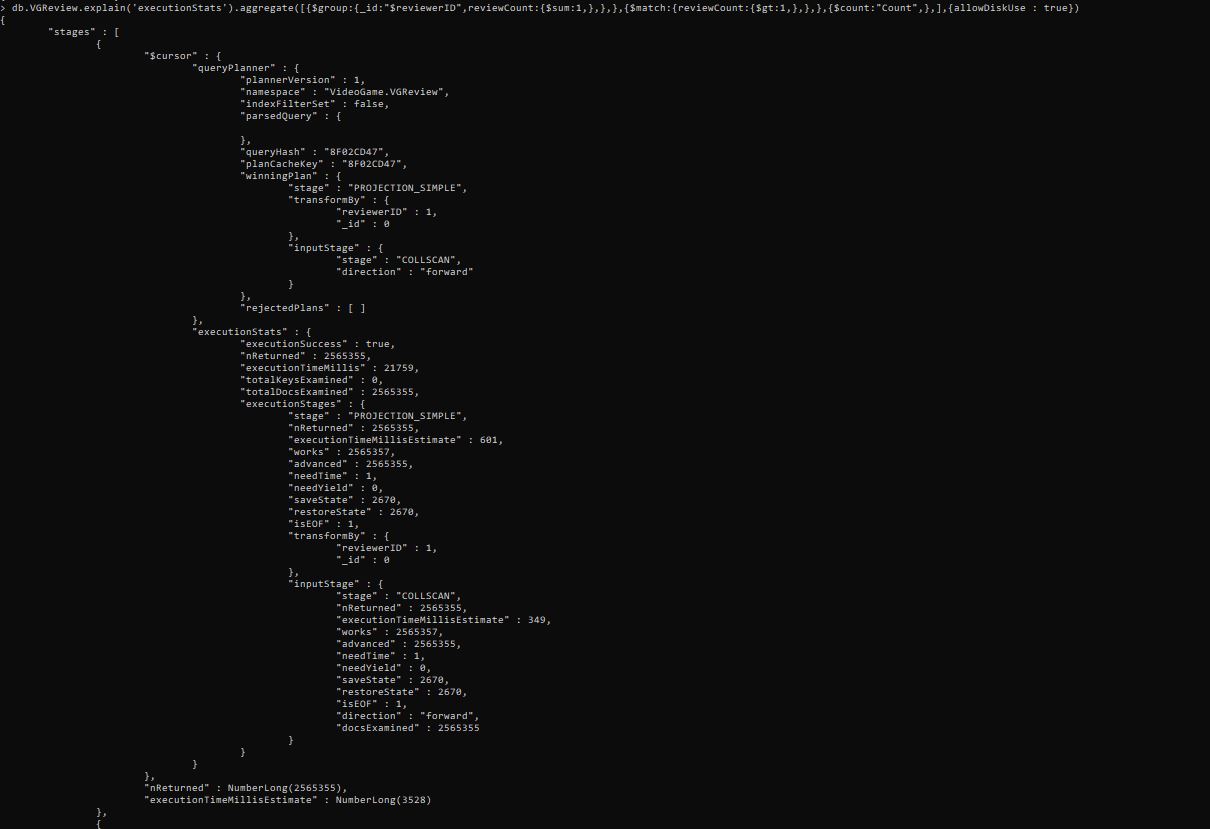 > db.VGReview.explain('executionStats').aggregate([{$group:{_id:"$reviewerID",reviewCount:{$sum:1,},},},{$match:{reviewCount:{$gt:1,},},},{$count:"Count",},],{allowDiskUse : true})
{
"stages" : [
{
"$cursor" : {
"queryPlanner" : {
"plannerVersion" : 1,
"namespace" : "VideoGame.VGReview",
"indexFilterSet" : false,
"parsedQuery" : {
},
"queryHash" : "8F02CD47",
"planCacheKey" : "8F02CD47",
"winningPlan" : {
"stage" : "PROJECTION_SIMPLE",
"transformBy" : {
"reviewerID" : 1,
"_id" : 0
},
"inputStage" : {
"stage" : "COLLSCAN",
"direction" : "forward"
}
},
"rejectedPlans" : [ ]
},
"executionStats" : {
"executionSuccess" : true,
"nReturned" : 2565355,
"executionTimeMillis" : 21759,
"totalKeysExamined" : 0,
"totalDocsExamined" : 2565355,
"executionStages" : {
"stage" : "PROJECTION_SIMPLE",
"nReturned" : 2565355,
"executionTimeMillisEstimate" : 601,
"works" : 2565357,
"advanced" : 2565355,
"needTime" : 1,
"needYield" : 0,
"saveState" : 2670,
"restoreState" : 2670,
"isEOF" : 1,
"transformBy" : {
"reviewerID" : 1,
"_id" : 0
},
"inputStage" : {
"stage" : "COLLSCAN",
"nReturned" : 2565355,
"executionTimeMillisEstimate" : 349,
"works" : 2565357,
"advanced" : 2565355,
"needTime" : 1,
"needYield" : 0,
"saveState" : 2670,
"restoreState" : 2670,
"isEOF" : 1,
"direction" : "forward",
"docsExamined" : 2565355
}
}
}
},
"nReturned" : NumberLong(2565355),
"executionTimeMillisEstimate" : NumberLong(3528)
},
{